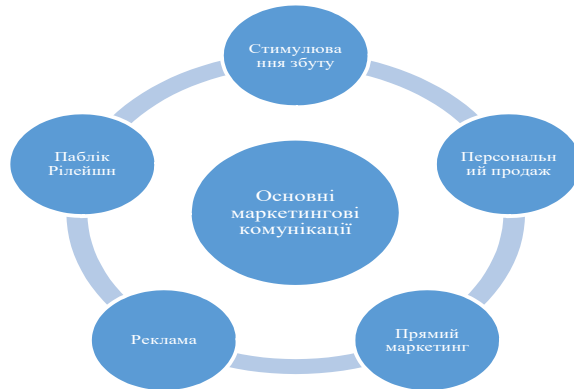 Стимулюва
ння збуту
Паблік
Рілейшн
Персональн
ий продаж
Основні
маркетингові
комунікації
Реклама
Прямий
маркетинг